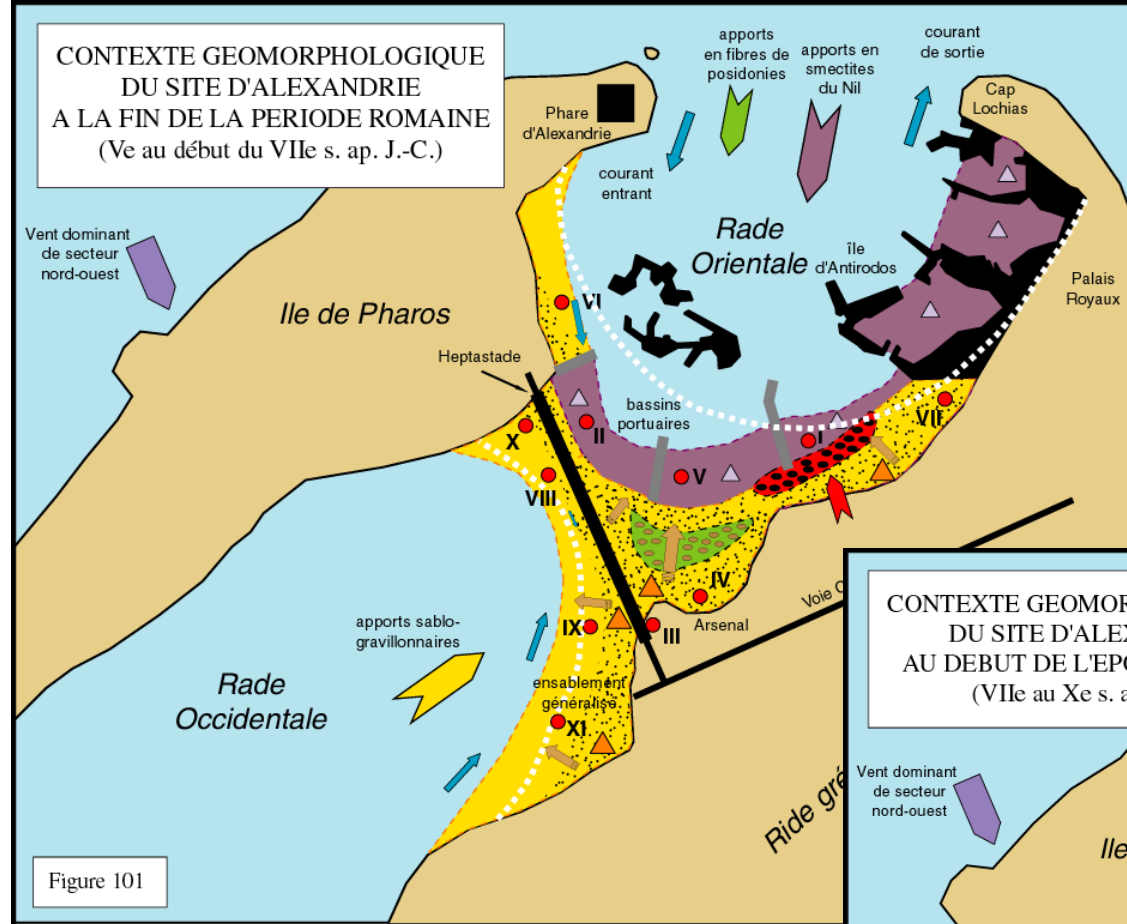 CONTEXTE GEOMORPHOLOGIQUE
DU SITE D'ALEXANDRIE
A LA FIN DE LA PERIODE ROMAINE
(Ve au début du VIIe s. ap. J.-C.)
apports
en fibres de
posidonies
apports en
smectites
du Nil
courant
de sortie
Cap
Lochias
Phare
d'Alexandrie
courant
entrant
Vent dominant
de secteur
nord-ouest
Rade
Orientale
île
d'Antirodos
Palais
Royaux
Ile de Pharos
VI
Heptastade
bassins
portuaires
VII
X
II
I
V
VIII
IV
Voie C
Arsenal
IX
III
apports sablo-
gravillonnaires
Rade
Occidentale
ensablement
généralisé
XI
Ride gré
Figure 101
CONTEXTE GEOMOR
DU SITE D'ALEX
AU DEBUT DE L'EPO
(VIIe au Xe s. a
Vent dominant
de secteur
nord-ouest
Ile